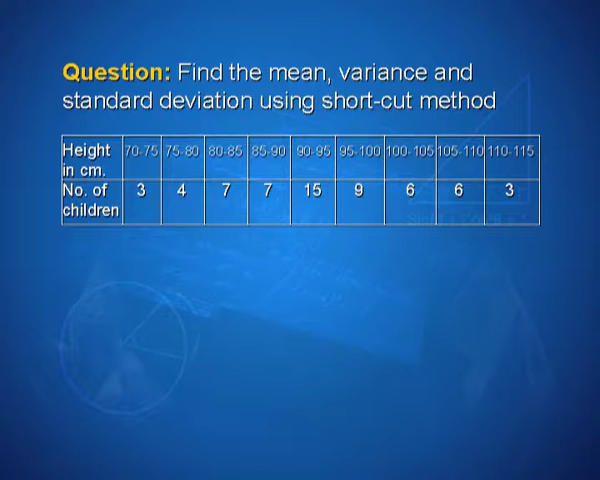 Question: Find the mean, variance and
standard deviation using short-cut method
Height in cm. 70-75 75-80 80-85 85-90 90-95 95-100 100-105 105-110 110-115
No. of children 3 4 7 7 15 9 6 6 3